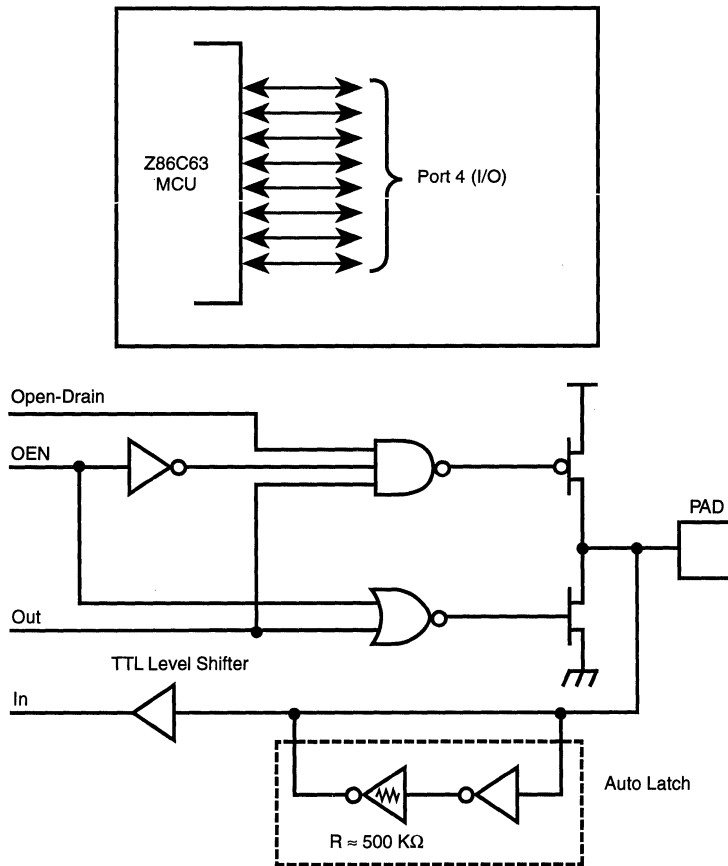 Z86C63
MCU
Port 4 (I/O)
Open-Drain
OEN
PAD
Out
TTL Level Shifter
In
Auto Latch
R ≈ 500 KΩ